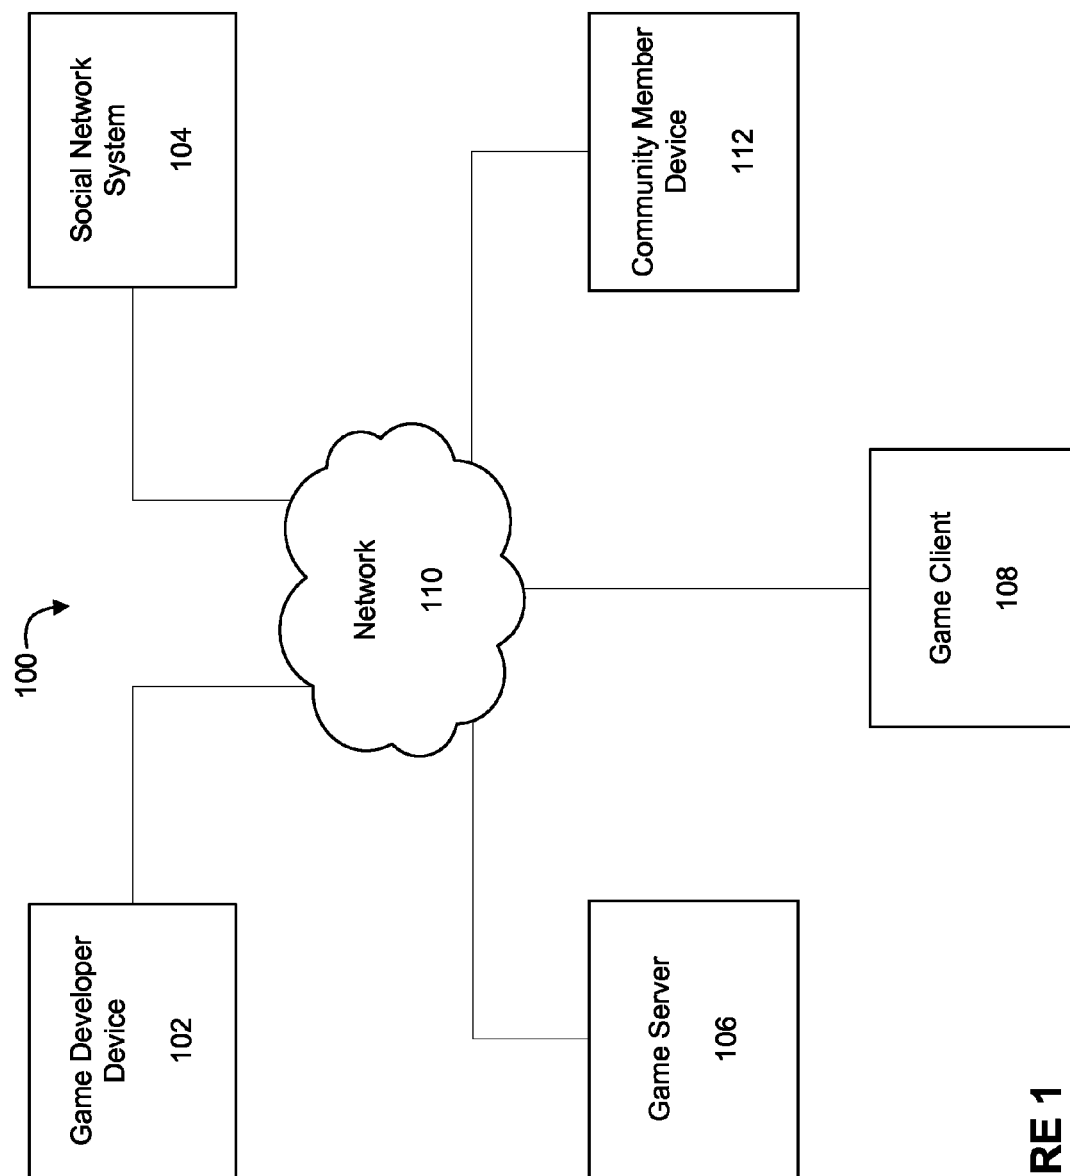 100
Game Developer
Device
102
Social Network
System
104
Network
110
Game Server
106
Community Member
Device
112
Game Client
108
RE 1